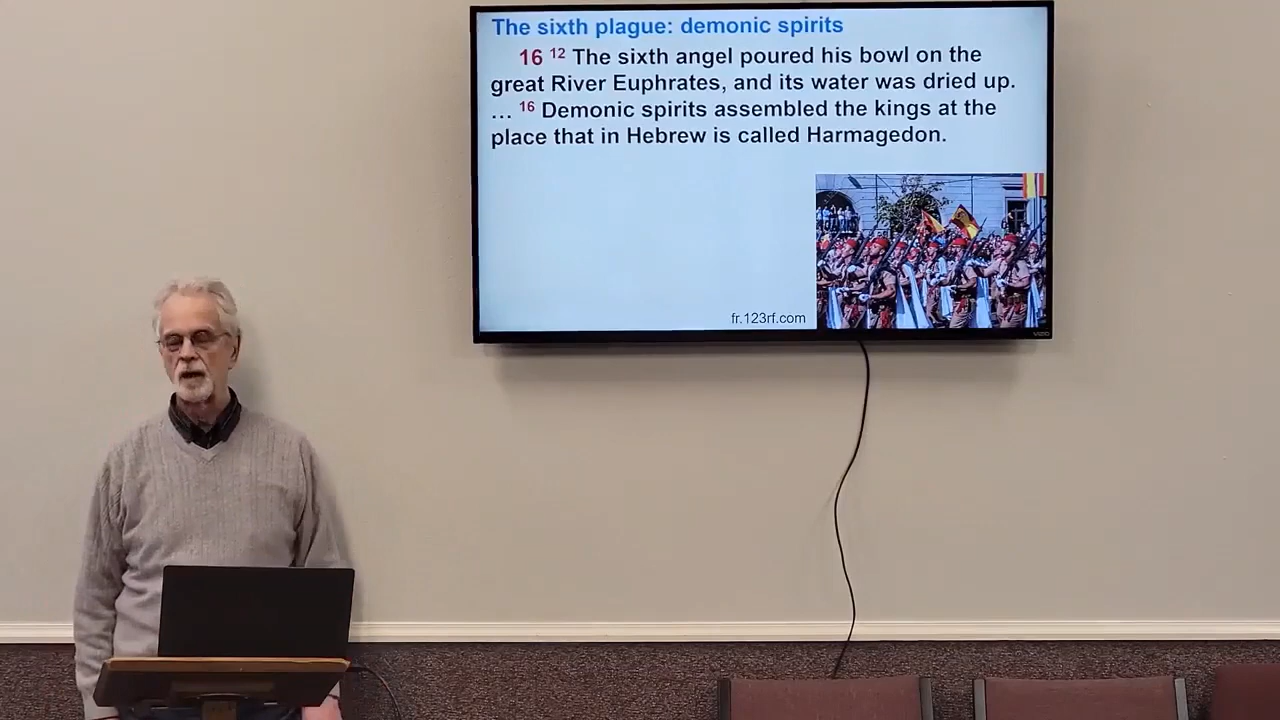 The sixth plague: demonic spirits
16 12 The sixth angel poured his bowl on the
great River Euphrates, and its water was dried up.
… 16 Demonic spirits assembled the kings at the
place that in Hebrew is called Harmagedon.
fr.123rf.com
VIZIO